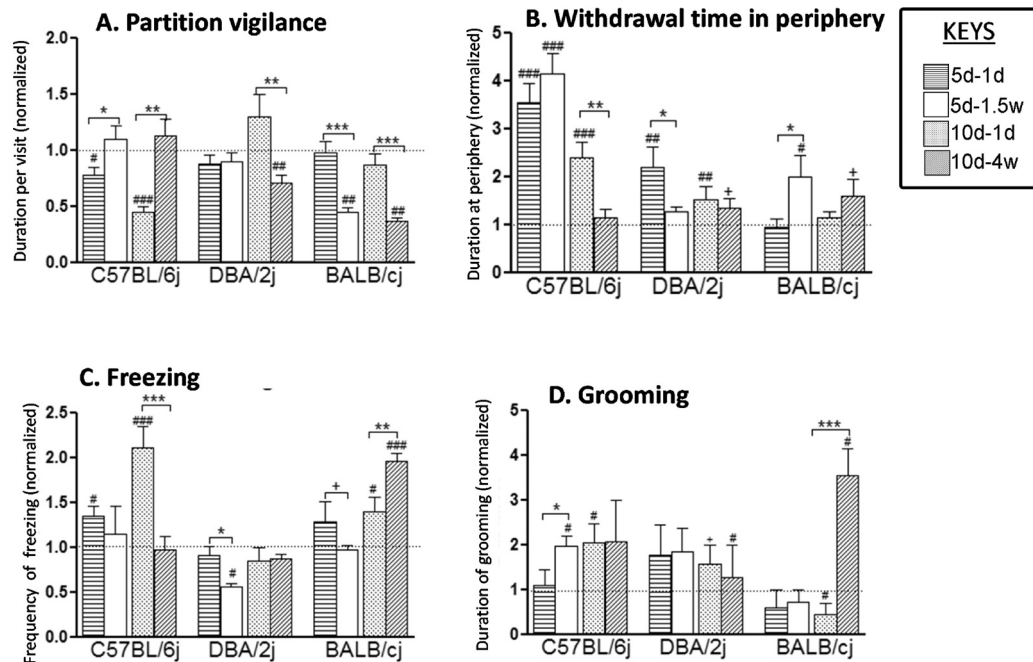 A. Partition vigilance
Duration per visit (normalized)
2.0
1.5
1.0
0.5
0.0
#
*
###
**
**
##
***
##
***
##
C57BL/6j
DBA/2j
BALB/cj
B. Withdrawal time in periphery
Duration at periphery (normalized)
5
4
3
2
1
0
###
###
###
**
##
*
##
+
*
#
+
C57BL/6j
DBA/2j
BALB/cj
KEYS
5d-1d
5d-1.5w
10d-1d
10d-4w
C. Freezing
Frequency of freezing (normalized)
2.5
2.0
1.5
1.0
0.5
0.0
#
***
###
*
#
+
#
**
###
C57BL/6j
DBA/2j
BALB/cj
D. Grooming
Duration of grooming (normalized)
5
4
3
2
1
0
*
#
#
+
#
#
***
#
C57BL/6j
DBA/2j
BALB/cj